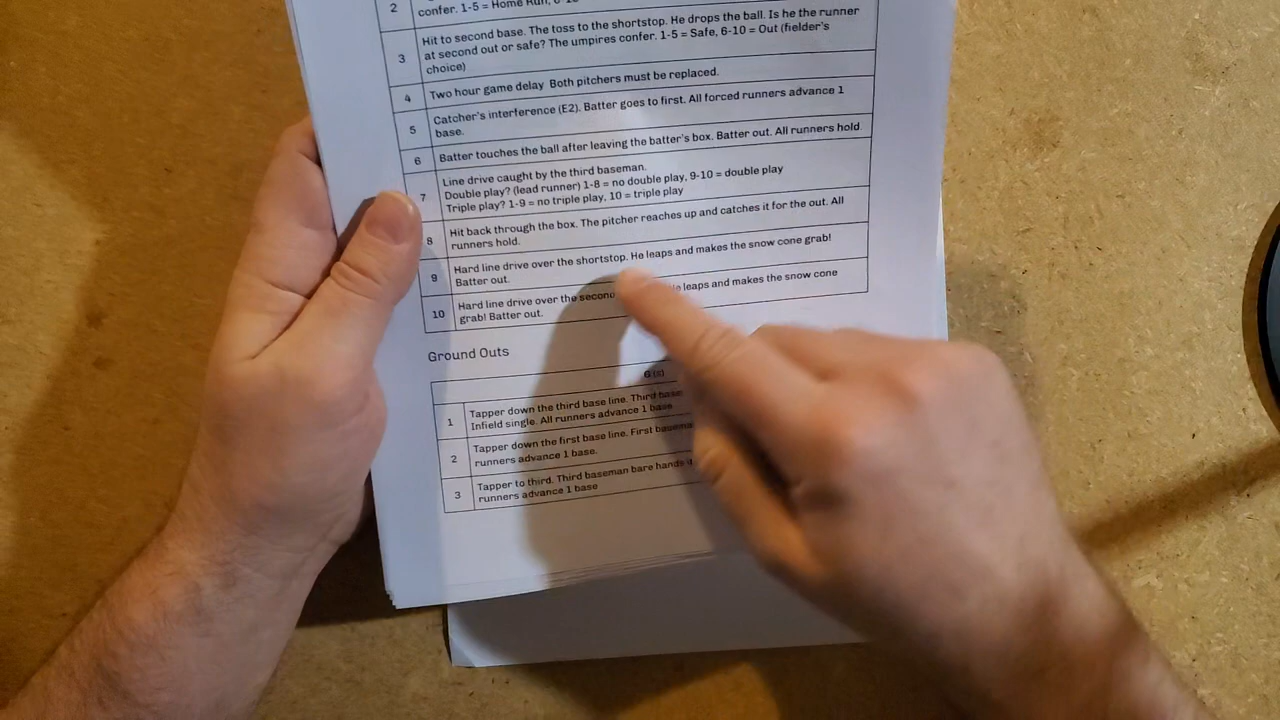 2
confer. 1-5 = Home Run,
3
Hit to second base. The toss to the shortstop. He drops the ball. Is he the runner
at second out or safe? The umpires confer. 1-5 = Safe, 6-10 = Out (fielder's
choice)
4
Two hour game delay Both pitchers must be replaced.
5
Catcher's interference (E2). Batter goes to first. All forced runners advance 1
base.
6
Batter touches the ball after leaving the batter's box. Batter out. All runners hold.
7
Line drive caught by the third baseman.
Double play? (lead runner) 1-8 = no double play, 9-10 = double play
Triple play? 1-9 = no triple play, 10 = triple play
8
Hit back through the box. The pitcher reaches up and catches it for the out. All
runners hold.
9
Hard line drive over the shortstop. He leaps and makes the snow cone grab!
Batter out.
10
Hard line drive over the second leaps and makes the snow cone
grab! Batter out.
Ground Outs
1
Tapper down the third base line. Third base
Infield single. All runners advance 1 base
2
Tapper down the first base line. First
runners advance 1 base.
3
Tapper to third. Third baseman bare hands
runners advance 1 base